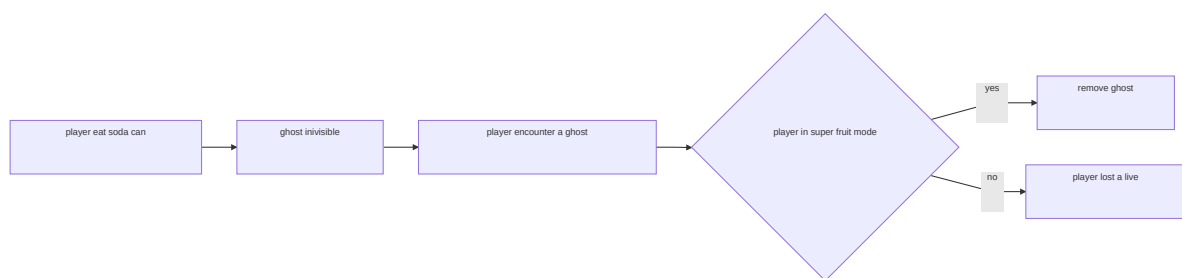 player eat soda can
ghost inivisible
player encounter a ghost
player in super fruit mode
yes
remove ghost
no
player lost a live